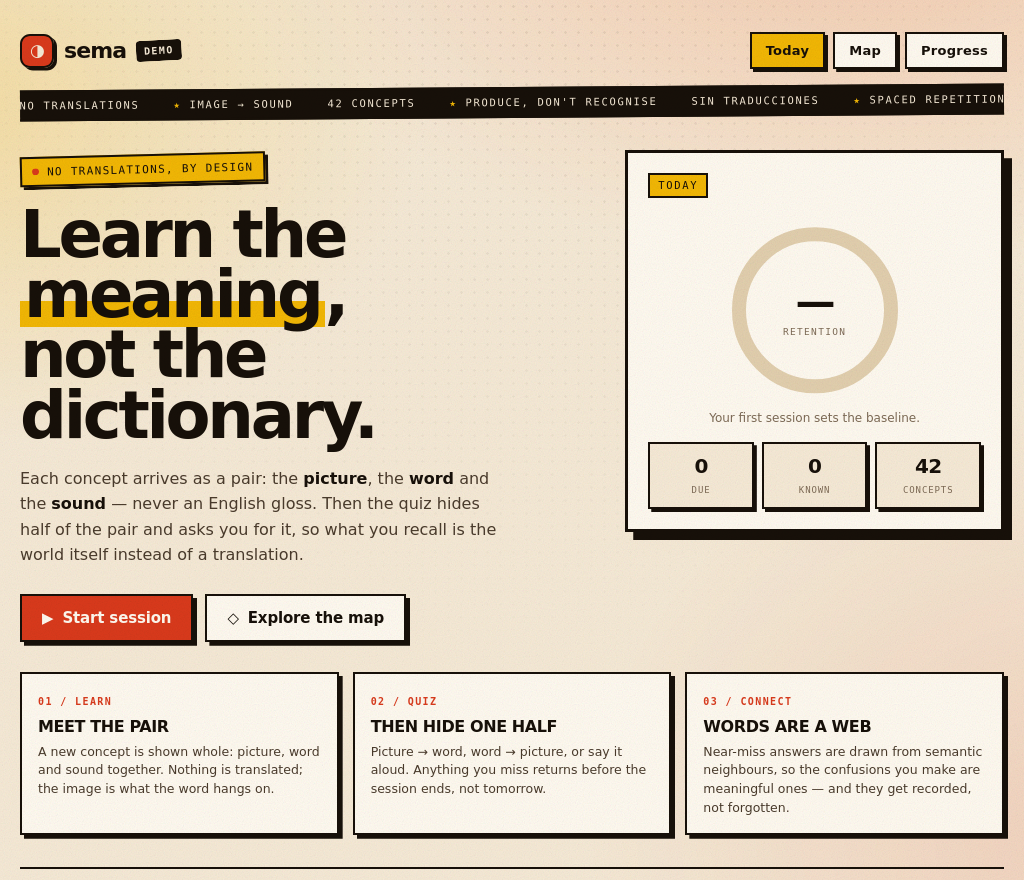 sema DEMO
Today Map Progress
NO TRANSLATIONS ★ IMAGE → SOUND 42 CONCEPTS ★ PRODUCE, DON'T RECOGNISE SIN TRADUCCIONES ★ SPACED REPETITION
NO TRANSLATIONS, BY DESIGN
Learn the
meaning,
not the
dictionary.
Each concept arrives as a pair: the picture, the word and
the sound — never an English gloss. Then the quiz hides
half of the pair and asks you for it, so what you recall is the
world itself instead of a translation.
▶ Start session ◇ Explore the map
TODAY
—
RETENTION
Your first session sets the baseline.
0 0 42
DUE KNOWN CONCEPTS
01 / LEARN
MEET THE PAIR
A new concept is shown whole: picture, word
and sound together. Nothing is translated;
the image is what the word hangs on.
02 / QUIZ
THEN HIDE ONE HALF
Picture → word, word → picture, or say it
aloud. Anything you miss returns before the
session ends, not tomorrow.
03 / CONNECT
WORDS ARE A WEB
Near-miss answers are drawn from semantic
neighbours, so the confusions you make are
meaningful ones — and they get recorded,
not forgotten.